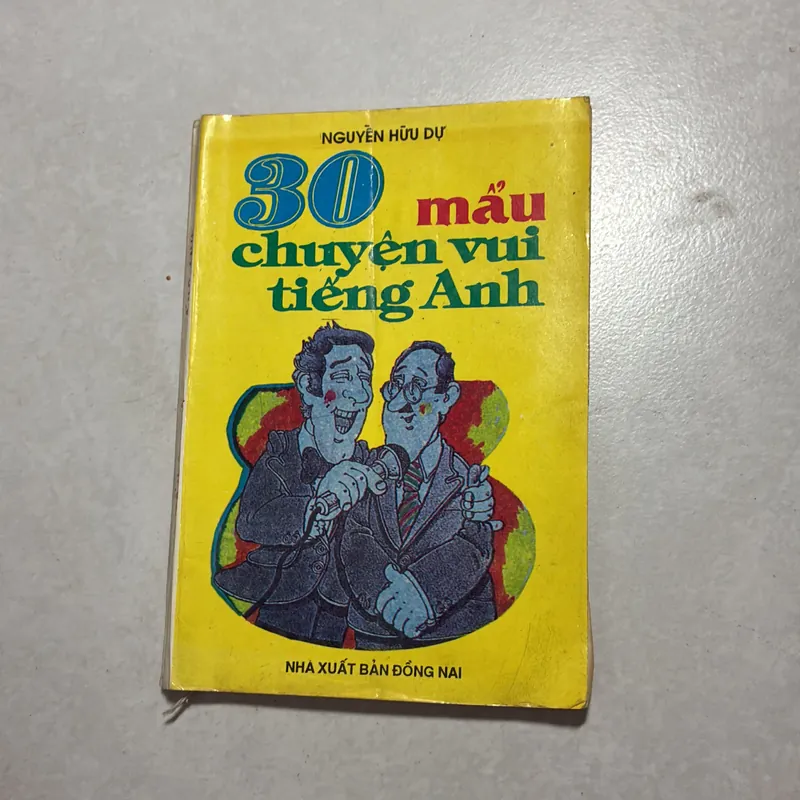 NGUYỄN HỮU DỰ
30 mẩu
chuyện vui
tiếng Anh
NHÀ XUẤT BẢN ĐỒNG NAI